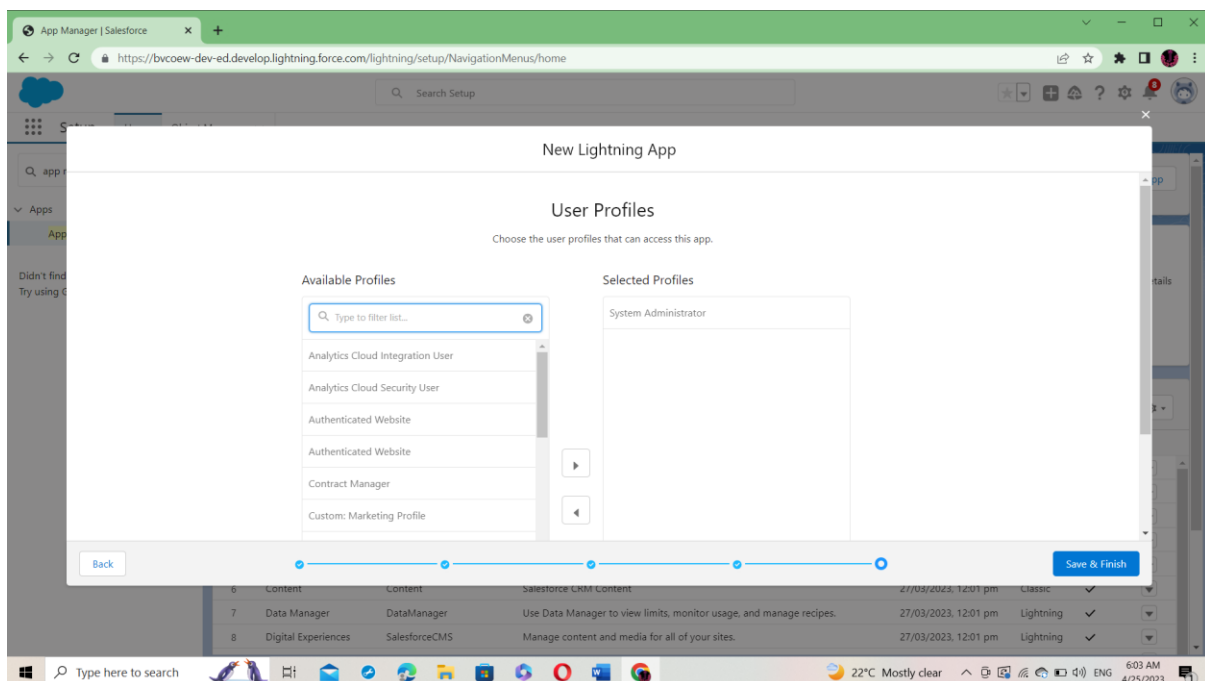 App Manager | Salesforce
https://bvcoew-dev-ed.develop.lightning.force.com/lightning/setup/NavigationMenus/home
Search Setup
8
New Lightning App
app
Apps
App
Didn't find
Try using
User Profiles
Choose the user profiles that can access this app.
Available Profiles
Selected Profiles
Type to filter list...
System Administrator
Analytics Cloud Integration User
Analytics Cloud Security User
Authenticated Website
Authenticated Website
Contract Manager
Custom: Marketing Profile
Back
Save & Finish
6 Content Content Salesforce CRM Content 27/03/2023, 12:01 pm Classic
7 Data Manager DataManager Use Data Manager to view limits, monitor usage, and manage recipes. 27/03/2023, 12:01 pm Lightning
8 Digital Experiences SalesforceCMS Manage content and media for all of your sites. 27/03/2023, 12:01 pm Lightning
Type here to search
22°C Mostly clear
ENG
6:03 AM
4/25/2023